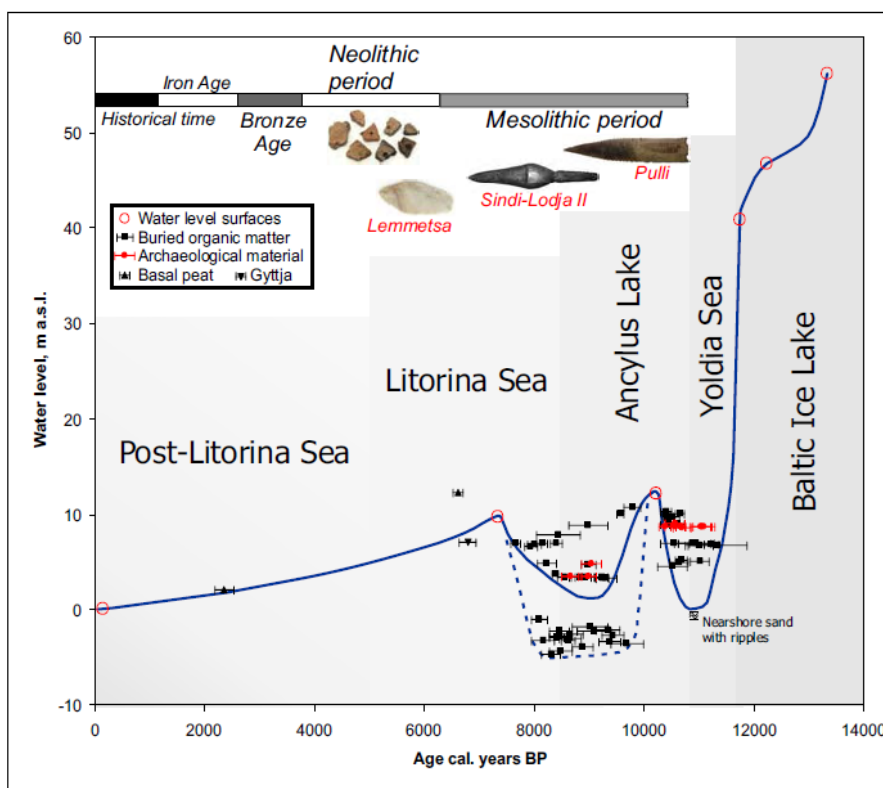 60
50
40
30
20
10
0
-10
Water level, m a.s.l.
Neolithic
period
Iron Age
Historical time
Bronze
Age
Mesolithic period
Pulli
Sindi-Lodja II
Lemmetsa
Water level surfaces
Buried organic matter
Archaeological material
Basal peat Gyttja
Post-Litorina Sea
Litorina Sea
Ancylus Lake
Yoldia Sea
Baltic Ice Lake
Nearshore sand
with ripples
0 2000 4000 6000 8000 10000 12000 14000
Age cal. years BP